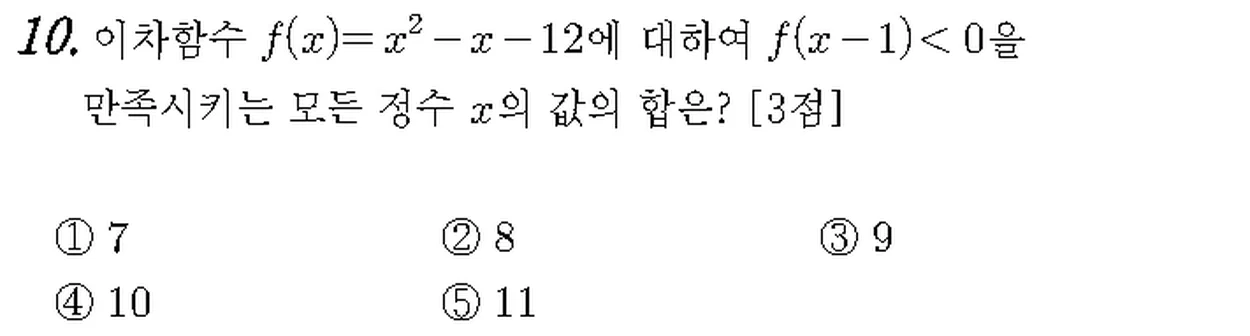 10. 이차함수 f(x)=x²-x-12에 대하여 f(x-1)<0을
만족시키는 모든 정수 x의 값의 합은? [3점]
① 7 ② 8 ③ 9
④ 10 ⑤ 11